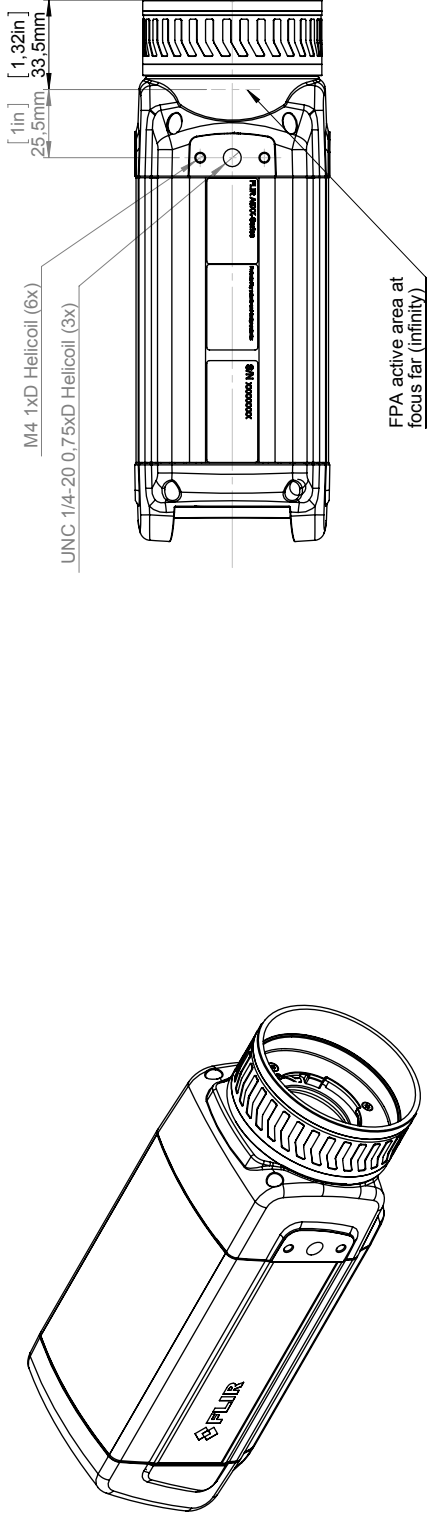 [ 1,32in ]
33,5mm
[ 1in ]
25,5mm
M4 1xD Helicoil (6x)
UNC 1/4-20 0,75xD Helicoil (3x)
S/N xxxxxxxx
FPA active area at
focus far (infinity)
FLIR